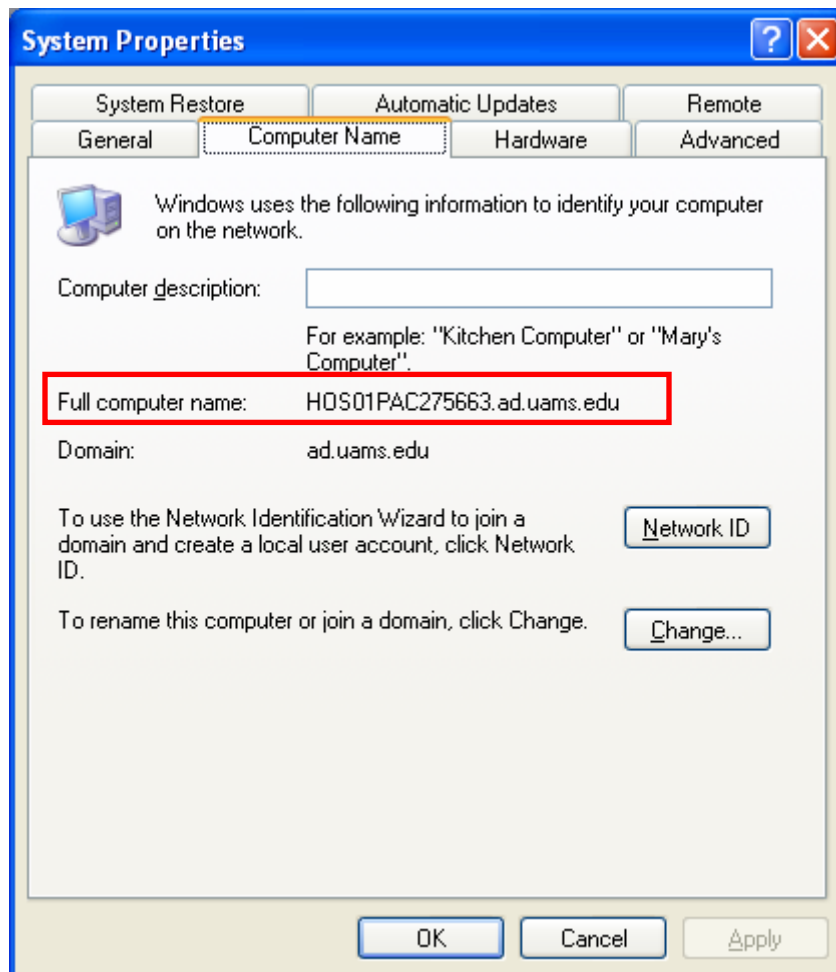 System Properties
System Restore Automatic Updates Remote
General Computer Name Hardware Advanced
Windows uses the following information to identify your computer
on the network.
Computer description:
For example: "Kitchen Computer" or "Mary's
Computer".
Full computer name: HOS01PAC275663.ad.uams.edu
Domain: ad.uams.edu
To use the Network Identification Wizard to join a
domain and create a local user account, click Network
ID.
Network ID
To rename this computer or join a domain, click Change.
Change...
OK Cancel Apply